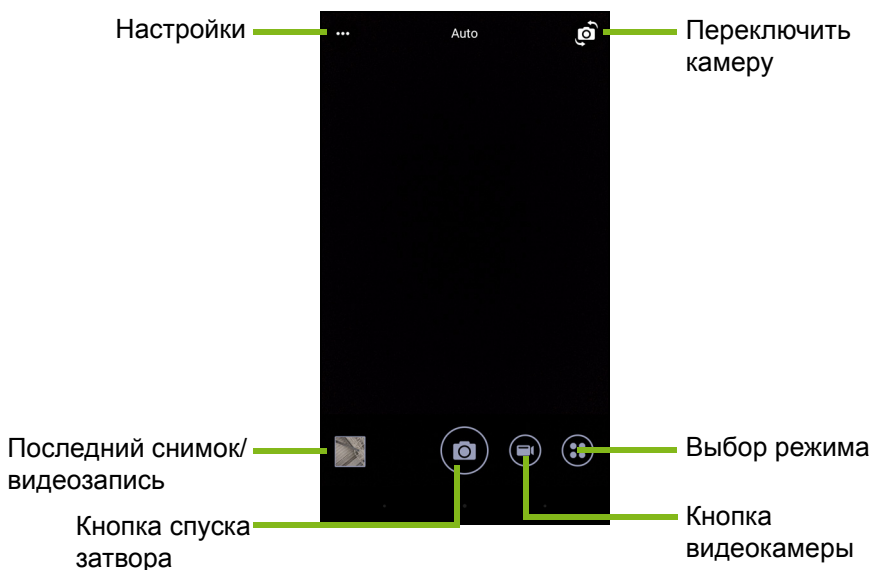 Настройки
Auto
Переключить
камеру
Последний снимок/
видеозапись
Выбор режима
Кнопка спуска
затвора
Кнопка
видеокамеры